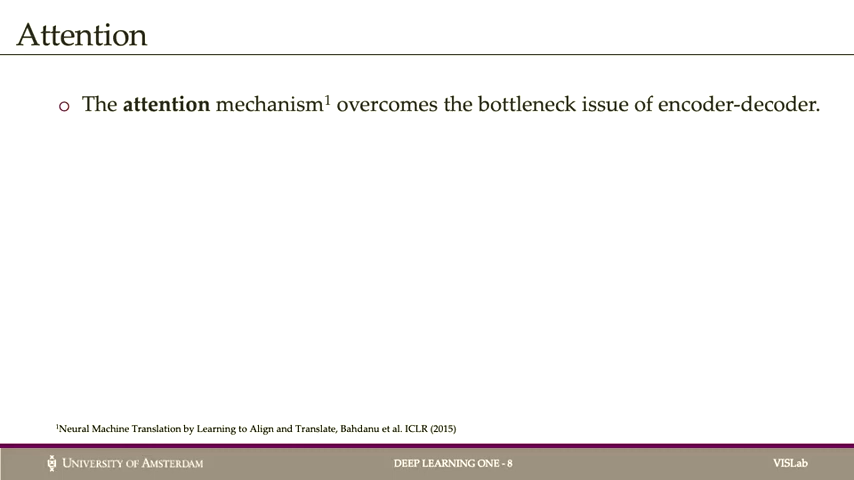 Attention
The attention mechanism¹ overcomes the bottleneck issue of encoder-decoder.
¹Neural Machine Translation by Learning to Align and Translate, Bahdanu et al. ICLR (2015)
UNIVERSITY OF AMSTERDAM
DEEP LEARNING ONE - 8
VISLab